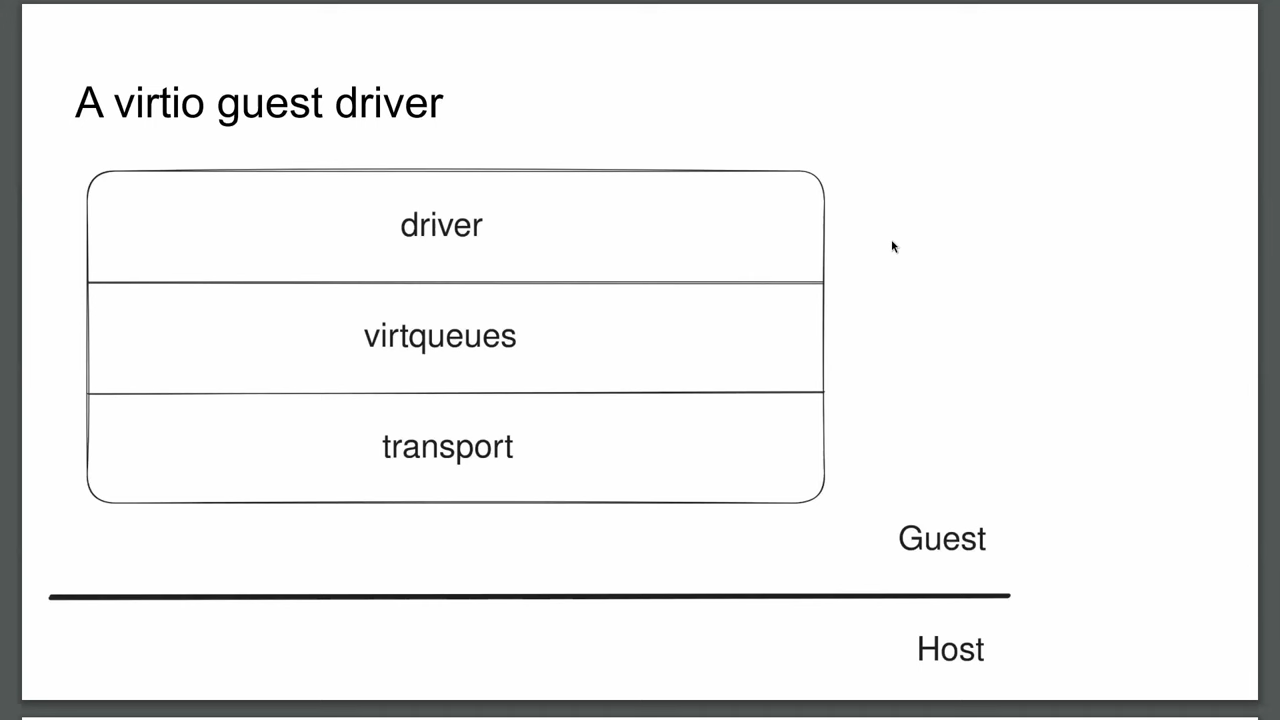 A virtio guest driver
driver
virtqueues
transport
Guest
Host